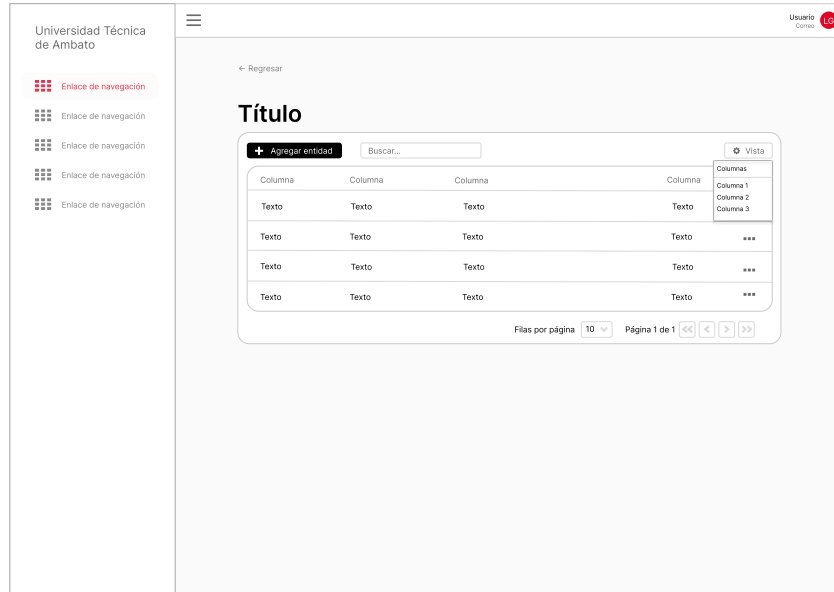 Universidad Técnica
de Ambato
Usuario
Correo
LG
Enlace de navegación
Enlace de navegación
Enlace de navegación
Enlace de navegación
Enlace de navegación
← Regresar
Título
+ Agregar entidad Buscar... Vista
Columnas
Columna 1
Columna 2
Columna 3
Columna Columna Columna Columna
Texto Texto Texto Texto
Texto Texto Texto Texto
Texto Texto Texto Texto
Texto Texto Texto Texto
Filas por página 10 Página 1 de 1 << < > >>